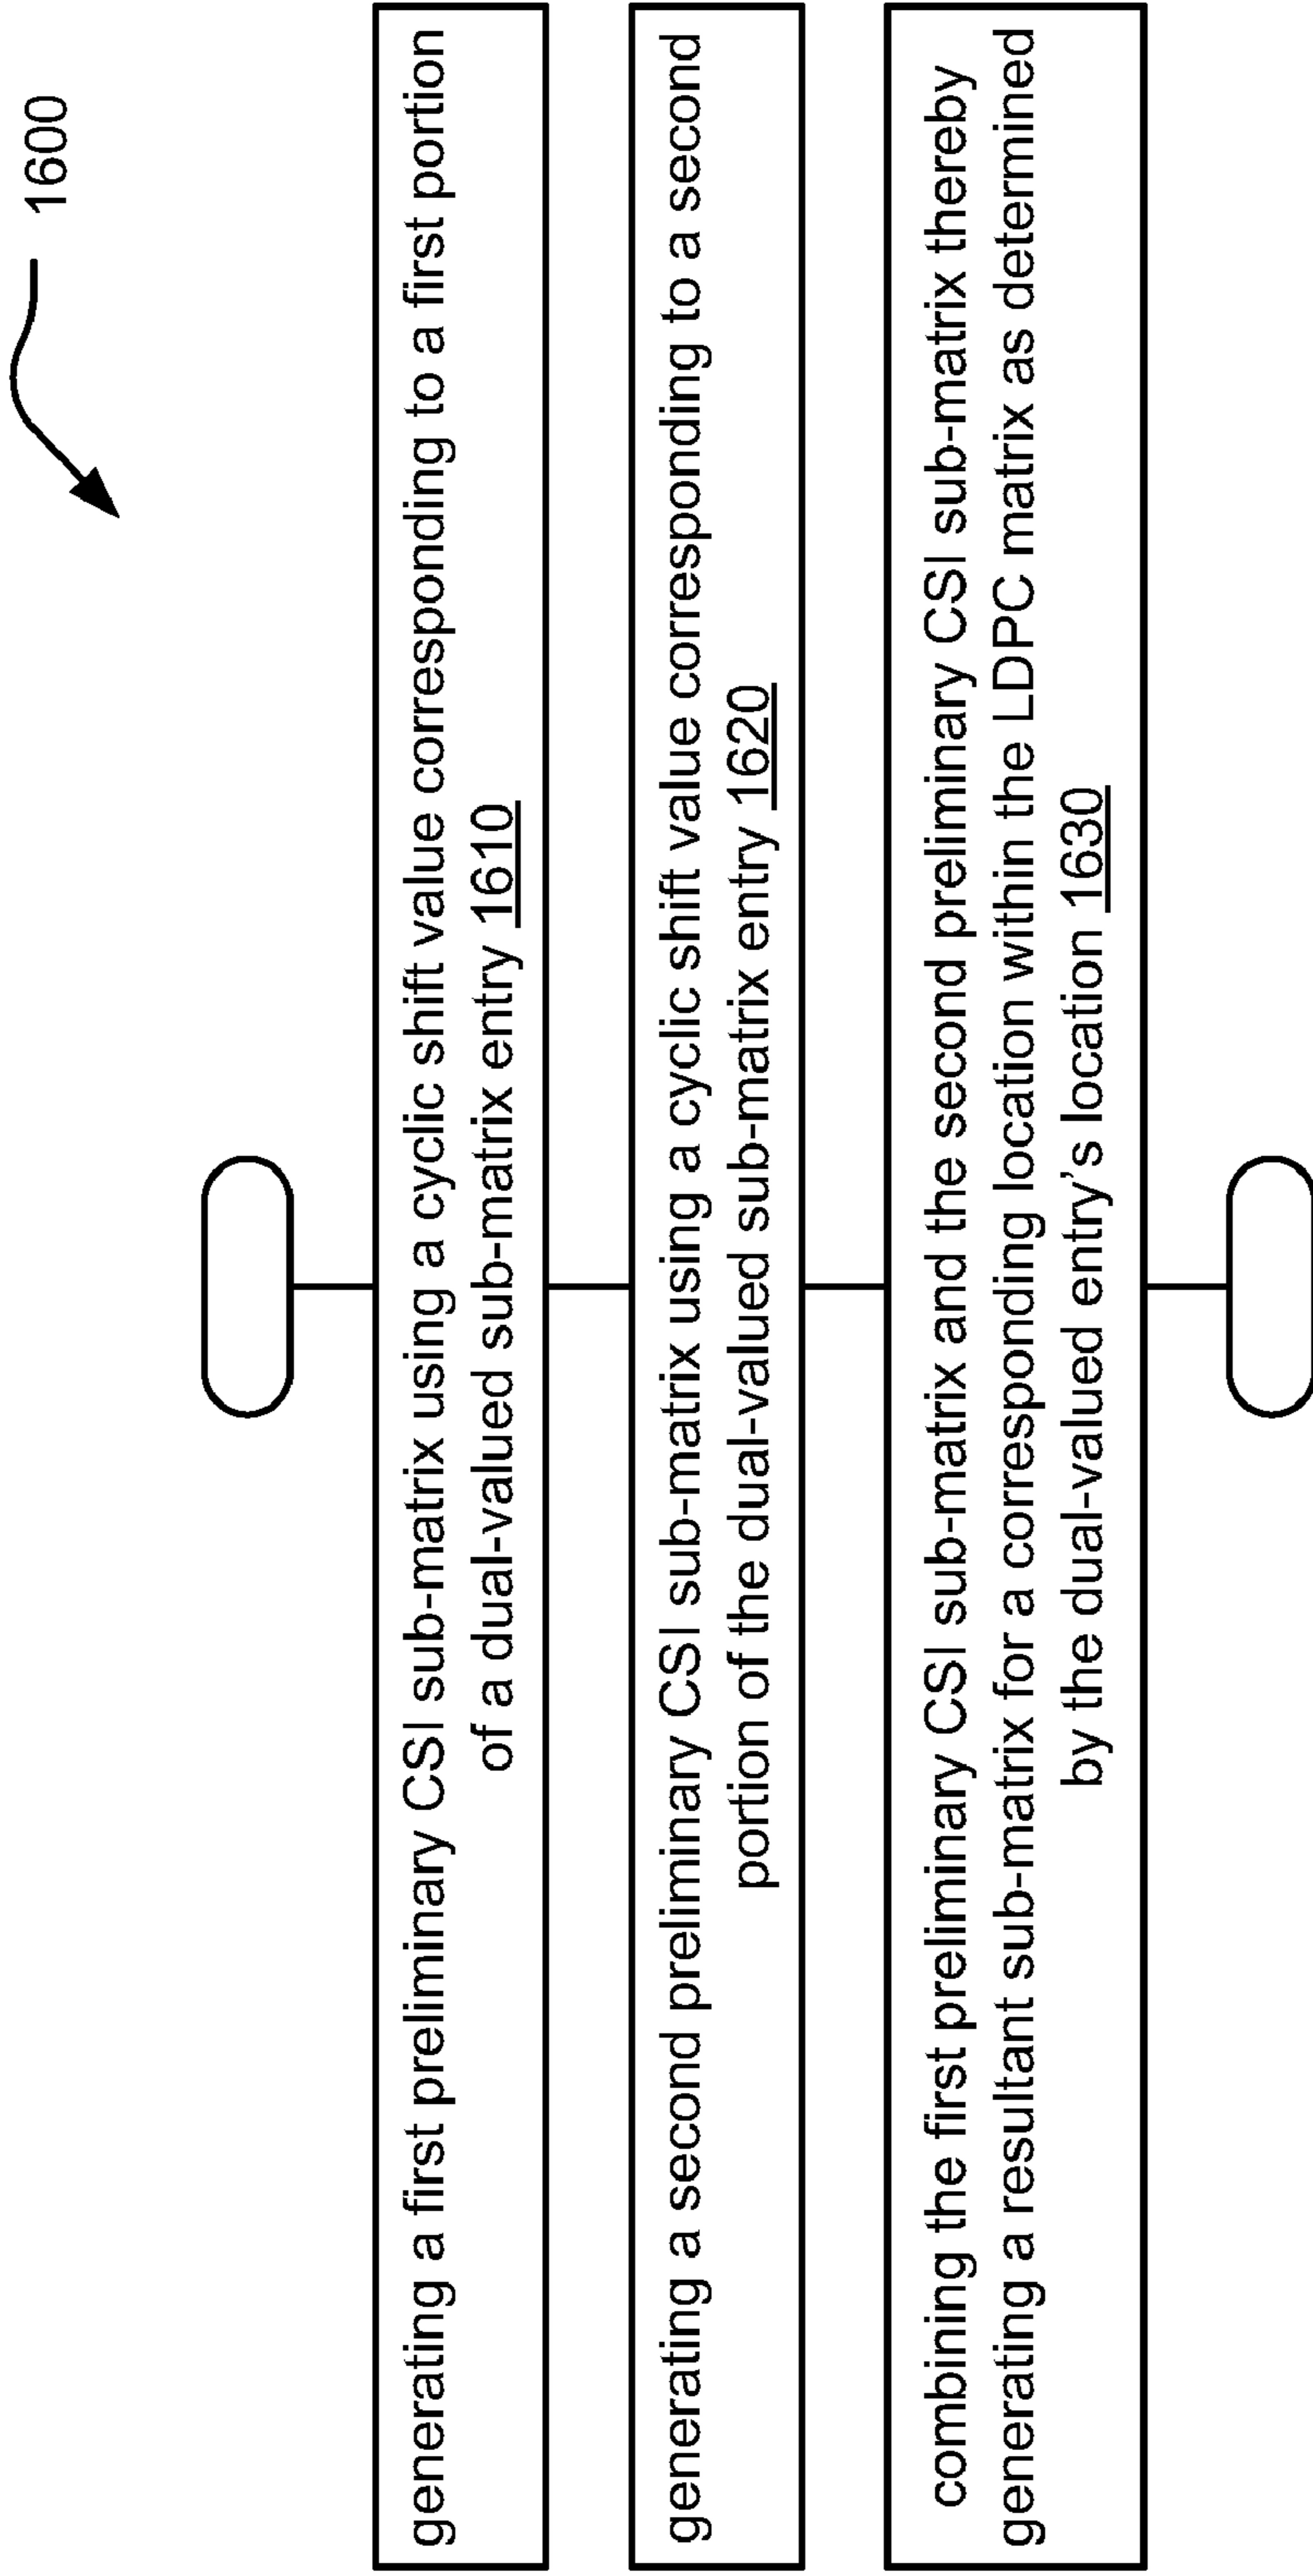 1600
generating a first preliminary CSI sub-matrix using a cyclic shift value corresponding to a first portion
of a dual-valued sub-matrix entry 1610
generating a second preliminary CSI sub-matrix using a cyclic shift value corresponding to a second
portion of the dual-valued sub-matrix entry 1620
combining the first preliminary CSI sub-matrix and the second preliminary CSI sub-matrix thereby
generating a resultant sub-matrix for a corresponding location within the LDPC matrix as determined
by the dual-valued entry's location 1630